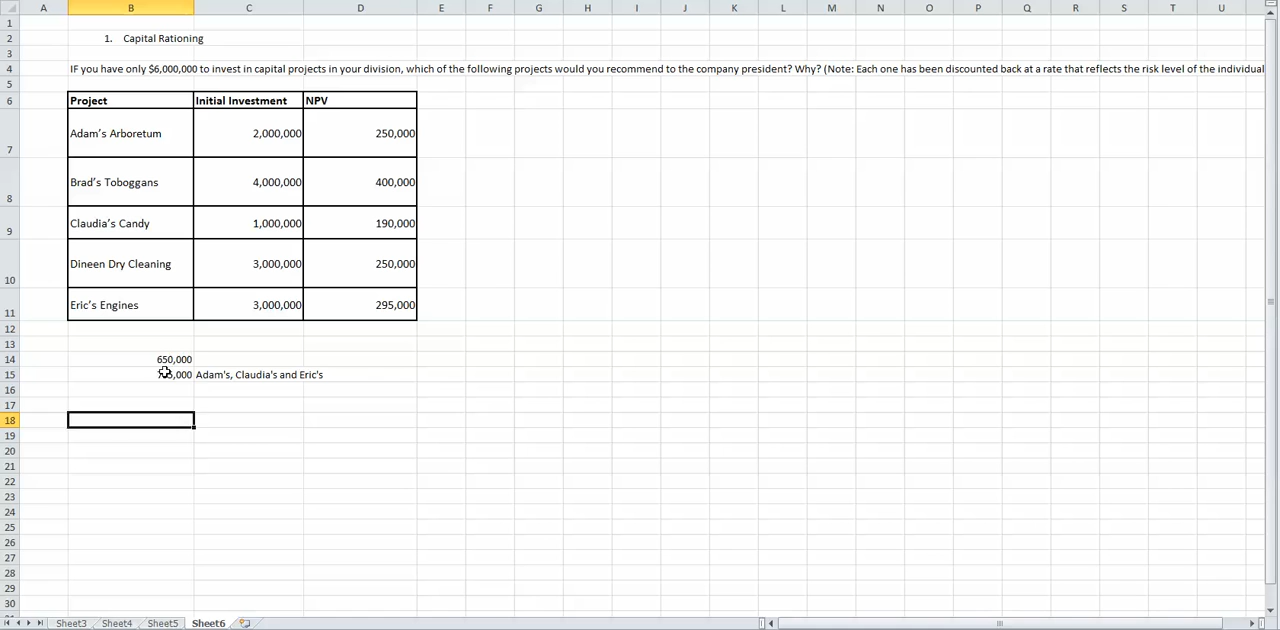 A B C D E F G H I J K L M N O P Q R S T U
1
2 1. Capital Rationing
3
4 IF you have only $6,000,000 to invest in capital projects in your division, which of the following projects would you recommend to the company president? Why? (Note: Each one has been discounted back at a rate that reflects the risk level of the individual
5
6 Project Initial Investment NPV
7 Adam's Arboretum 2,000,000 250,000
8 Brad's Toboggans 4,000,000 400,000
9 Claudia's Candy 1,000,000 190,000
10 Dineen Dry Cleaning 3,000,000 250,000
11 Eric's Engines 3,000,000 295,000
12
13
14 650,000
15 Adam's, Claudia's and Eric's
16
17
18
19
20
21
22
23
24
25
26
27
28
29
30
Sheet3 Sheet4 Sheet5 Sheet6